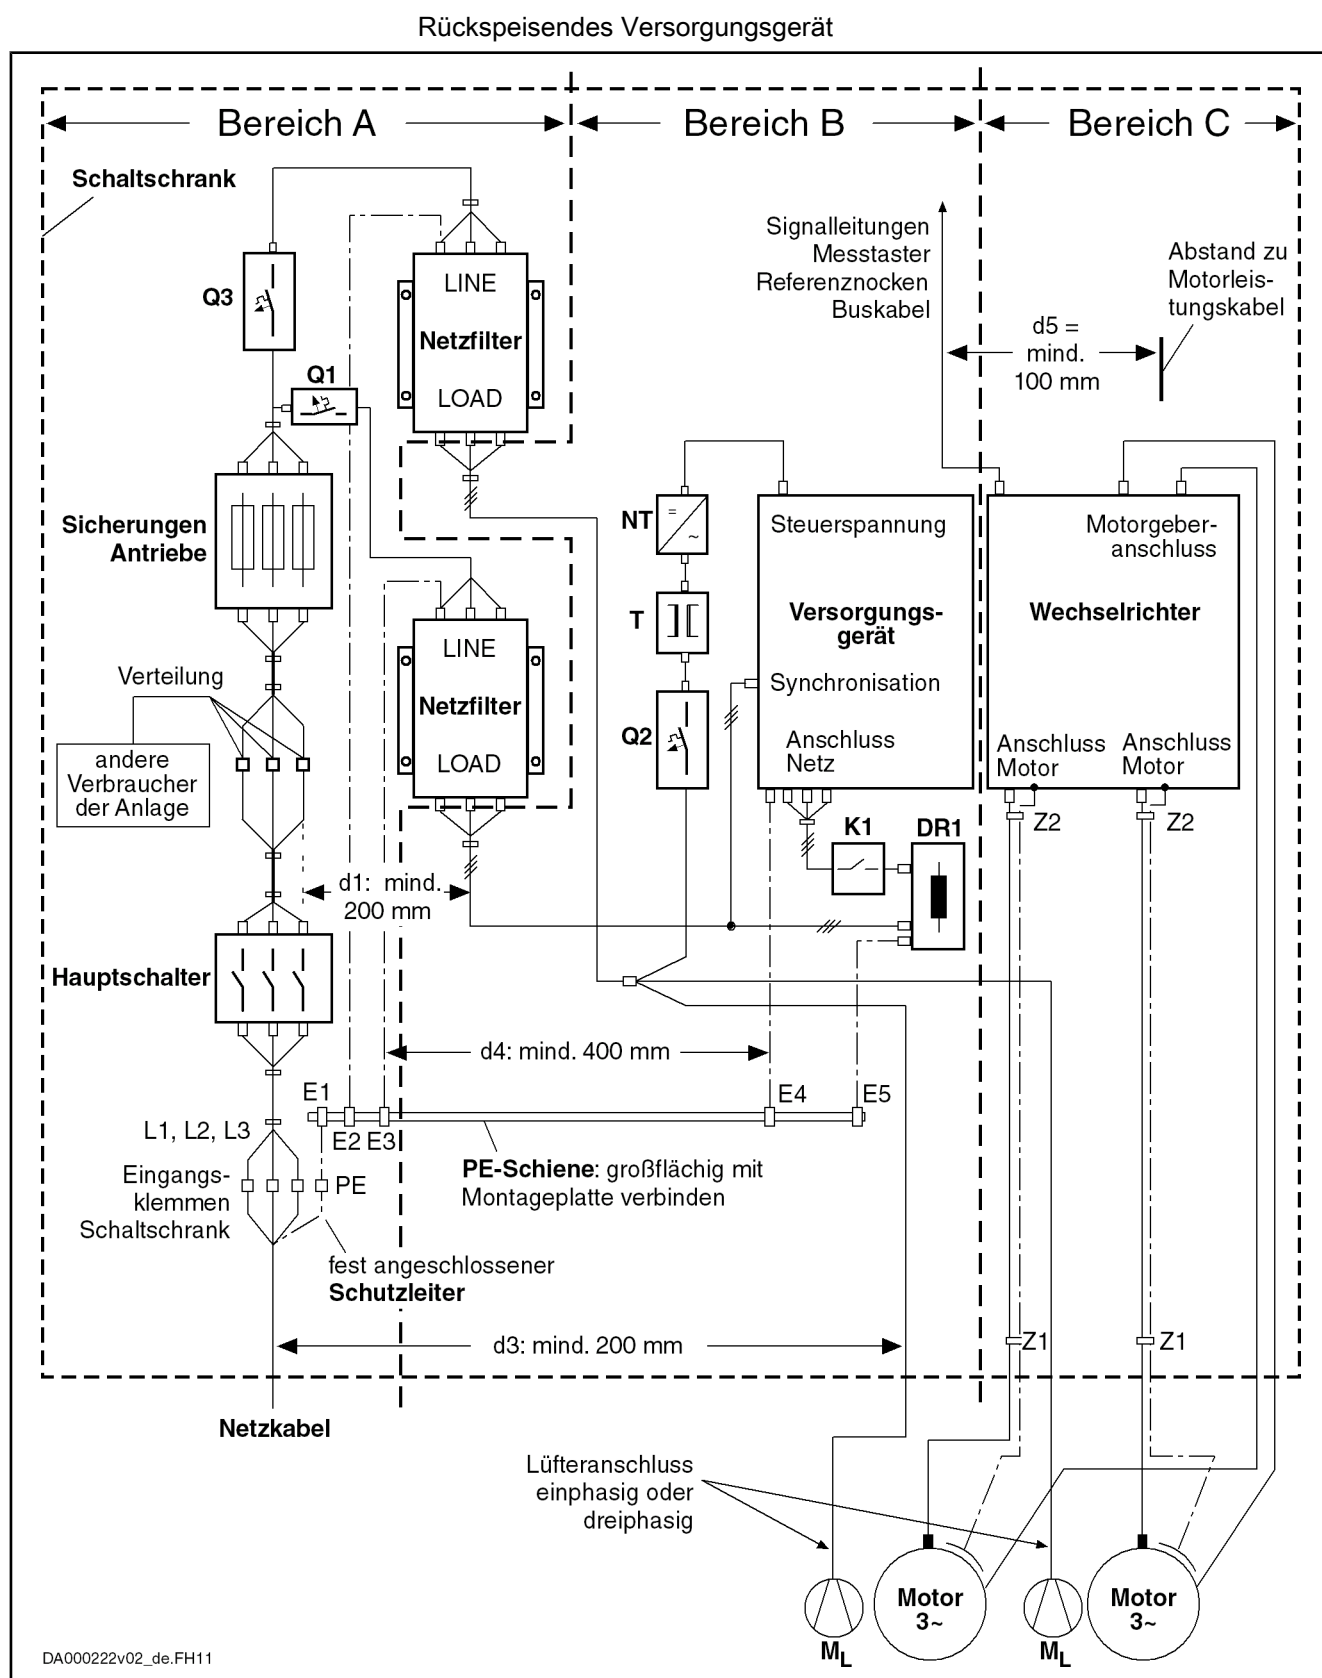 Rückspeisendes Versorgungsgerät
Bereich A
Bereich B
Bereich C
Schaltschrank
Q3
LINE
Netzfilter
LOAD
Q1
Signalleitungen
Messtaster
Referenznocken
Buskabel
Abstand zu
Motorleis-
tungskabel
d5 =
mind.
100 mm
Sicherungen
Antriebe
NT
=
~
T
Q2
Steuerspannung
Versorgungs-
gerät
Synchronisation
Anschluss
Netz
Motorgeber-
anschluss
Wechselrichter
Anschluss
Motor
Anschluss
Motor
LINE
Netzfilter
LOAD
Verteilung
andere
Verbraucher
der Anlage
Z2
Z2
K1
DR1
d1: mind.
200 mm
Hauptschalter
d4: mind. 400 mm
E1
E2
E3
E4
E5
L1, L2, L3
PE
Eingangs-
klemmen
Schaltschrank
PE-Schiene: großflächig mit
Montageplatte verbinden
fest angeschlossener
Schutzleiter
d3: mind. 200 mm
Z1
Z1
Netzkabel
Lüfteranschluss
einphasig oder
dreiphasig
Motor
3~
Motor
3~
ML
ML
DA000222v02_de.FH11